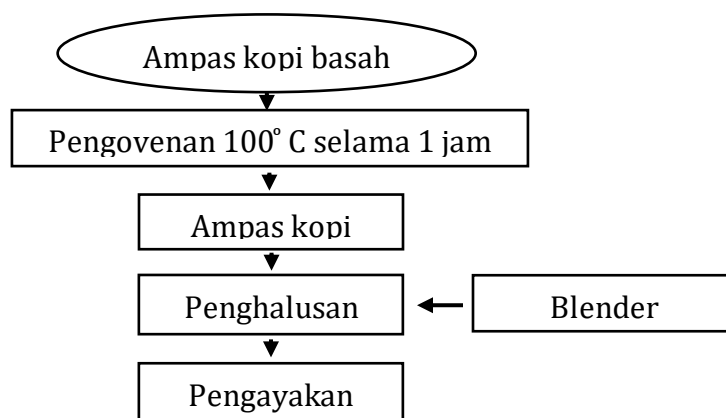 Ampas kopi basah
Pengovenan 100° C selama 1 jam
Ampas kopi
Penghalusan
Blender
Pengayakan